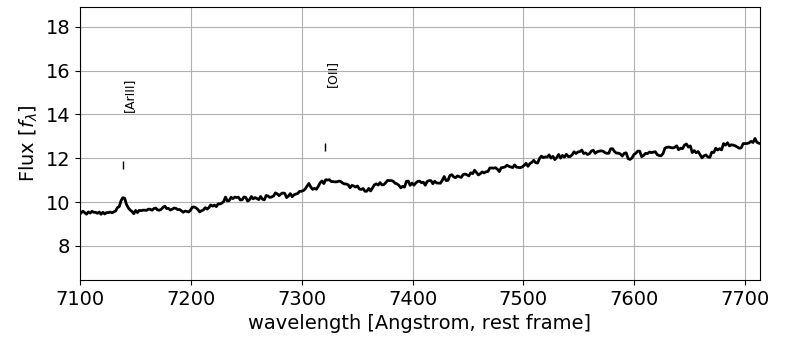 18
16
14
12
10
8
Flux [fλ]
[ArIII]
[OII]
7100 7200 7300 7400 7500 7600 7700
wavelength [Angstrom, rest frame]